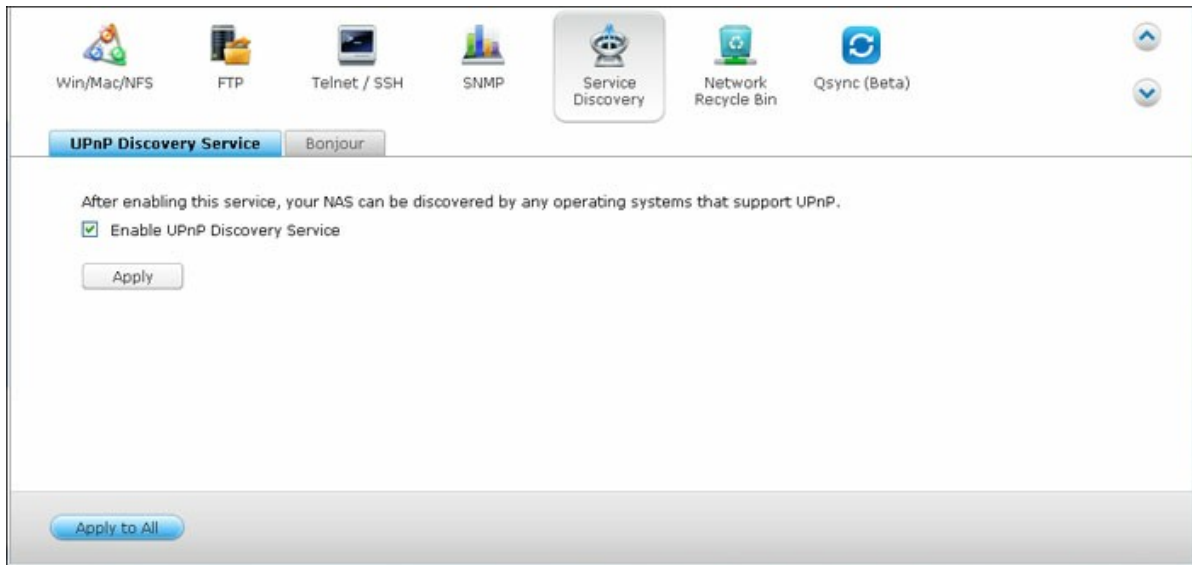 Win/Mac/NFS
FTP
Telnet / SSH
SNMP
Service
Discovery
Network
Recycle Bin
Qsync (Beta)
UPnP Discovery Service
Bonjour
After enabling this service, your NAS can be discovered by any operating systems that support UPnP.
Enable UPnP Discovery Service
Apply
Apply to All